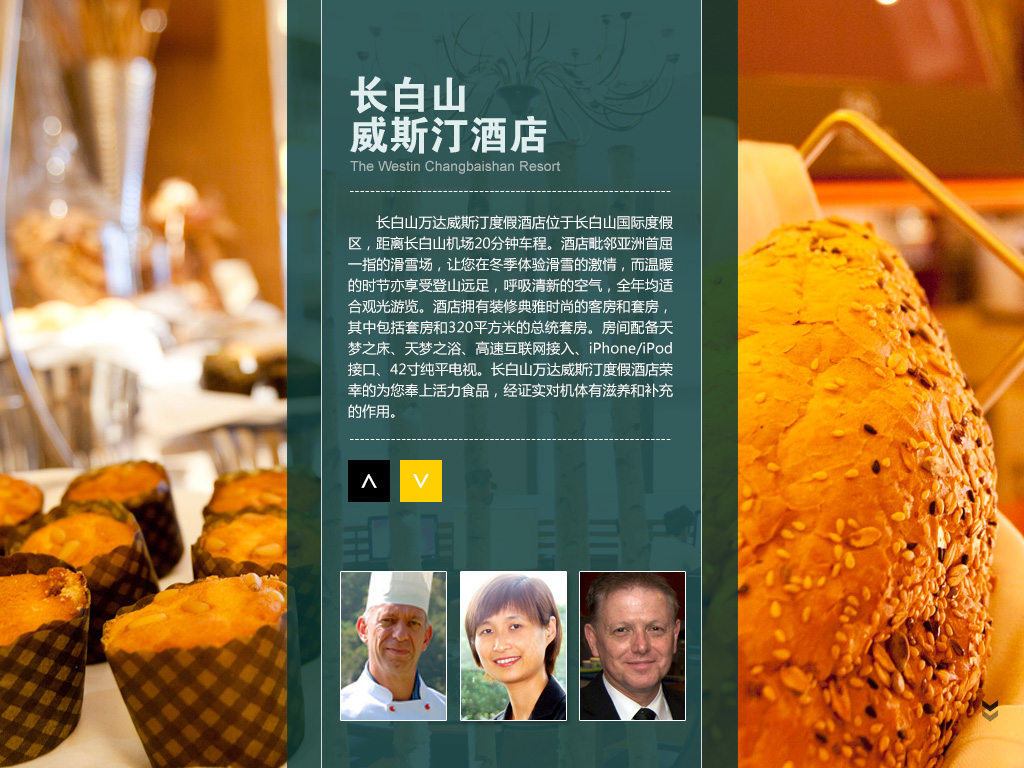 长白山
威斯汀酒店
The Westin Changbaishan Resort
长白山万达威斯汀度假酒店位于长白山国际度假
区，距离长白山机场20分钟车程。酒店毗邻亚洲首屈
一指的滑雪场，让您在冬季体验滑雪的激情，而温暖
的时节亦享受登山远足，呼吸清新的空气，全年均适
合观光游览。酒店拥有装修典雅时尚的客房和套房，
其中包括套房和320平方米的总统套房。房间配备天
梦之床、天梦之浴、高速互联网接入、iPhone/iPod
接口、42寸纯平电视。长白山万达威斯汀度假酒店荣
幸的为您奉上活力食品，经证实对机体有滋养和补充
的作用。